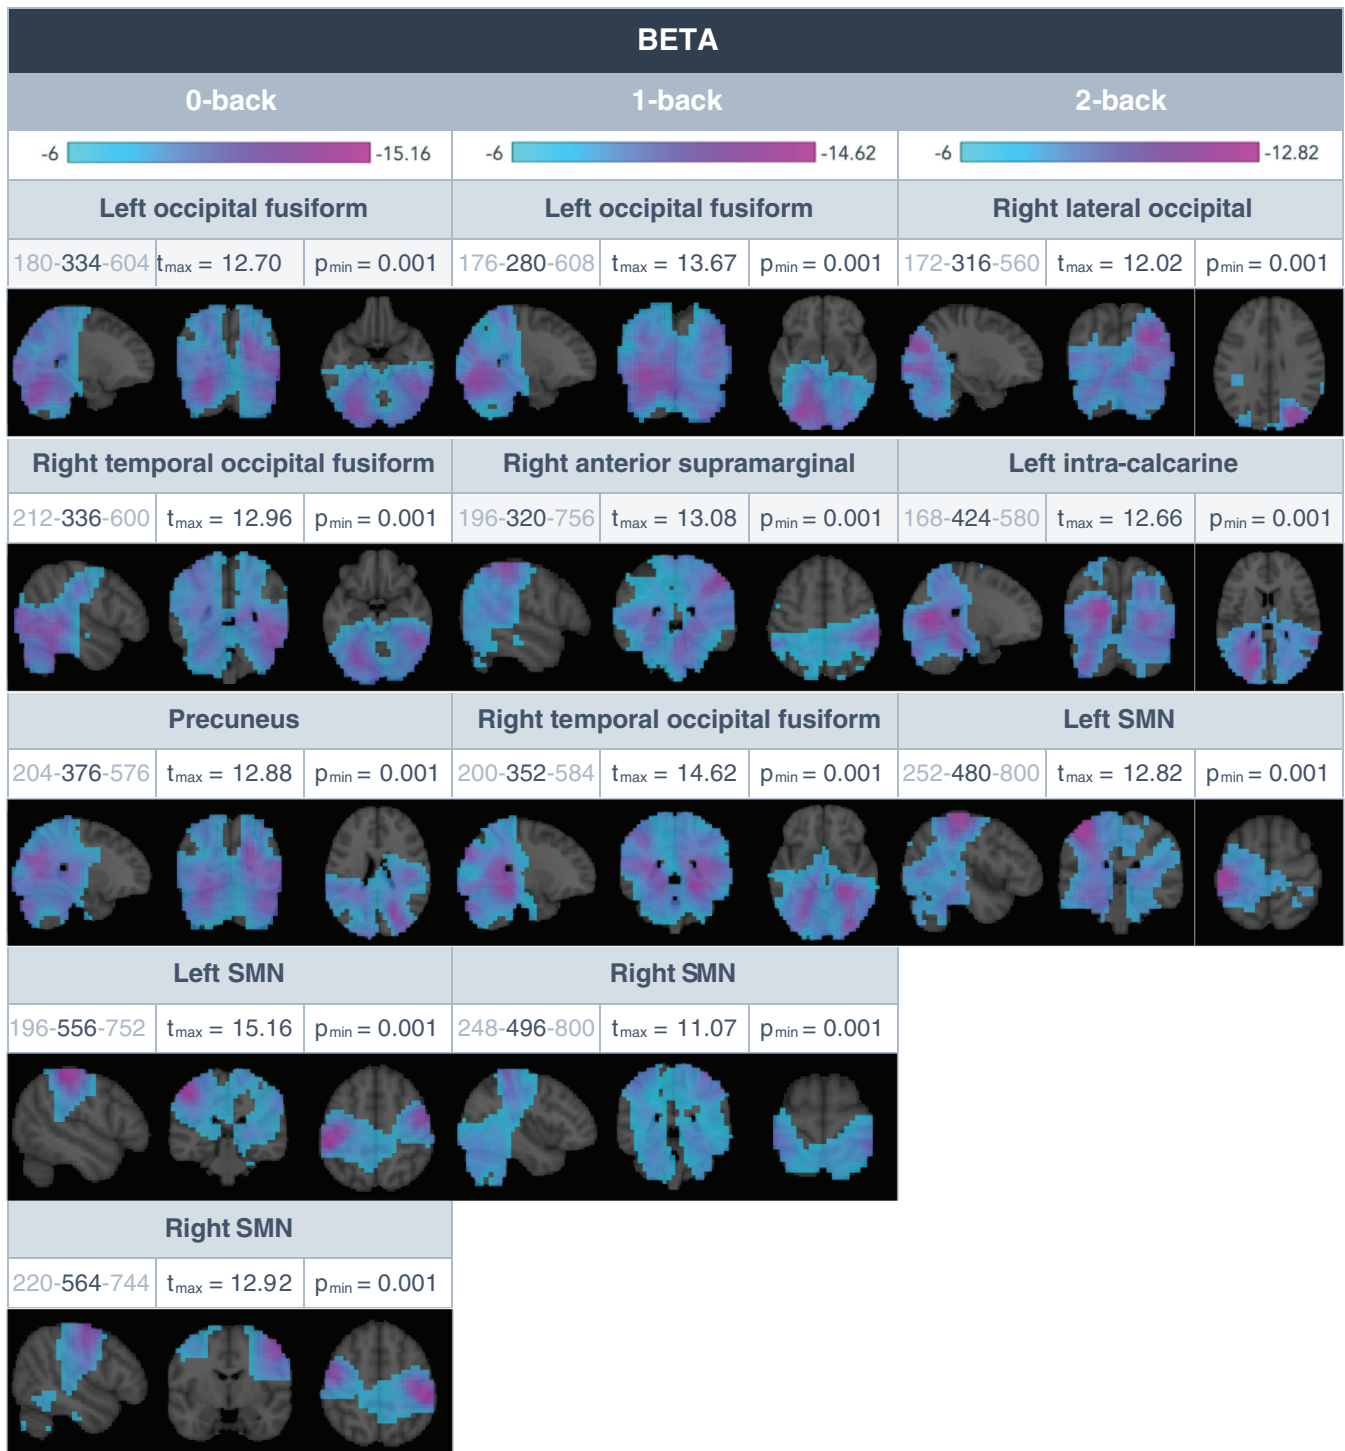 BETA
0-back 1-back 2-back
-6 -15.16 -6 -14.62 -6 -12.82
Left occipital fusiform Left occipital fusiform Right lateral occipital
180-334-604 tmax = 12.70 pmin = 0.001 176-280-608 tmax = 13.67 pmin = 0.001 172-316-560 tmax = 12.02 pmin = 0.001
Right temporal occipital fusiform Right anterior supramarginal Left intra-calcarine
212-336-600 tmax = 12.96 pmin = 0.001 196-320-756 tmax = 13.08 pmin = 0.001 168-424-580 tmax = 12.66 pmin = 0.001
Precuneus Right temporal occipital fusiform Left SMN
204-376-576 tmax = 12.88 pmin = 0.001 200-352-584 tmax = 14.62 pmin = 0.001 252-480-800 tmax = 12.82 pmin = 0.001
Left SMN Right SMN
196-556-752 tmax = 15.16 pmin = 0.001 248-496-800 tmax = 11.07 pmin = 0.001
Right SMN
220-564-744 tmax = 12.92 pmin = 0.001